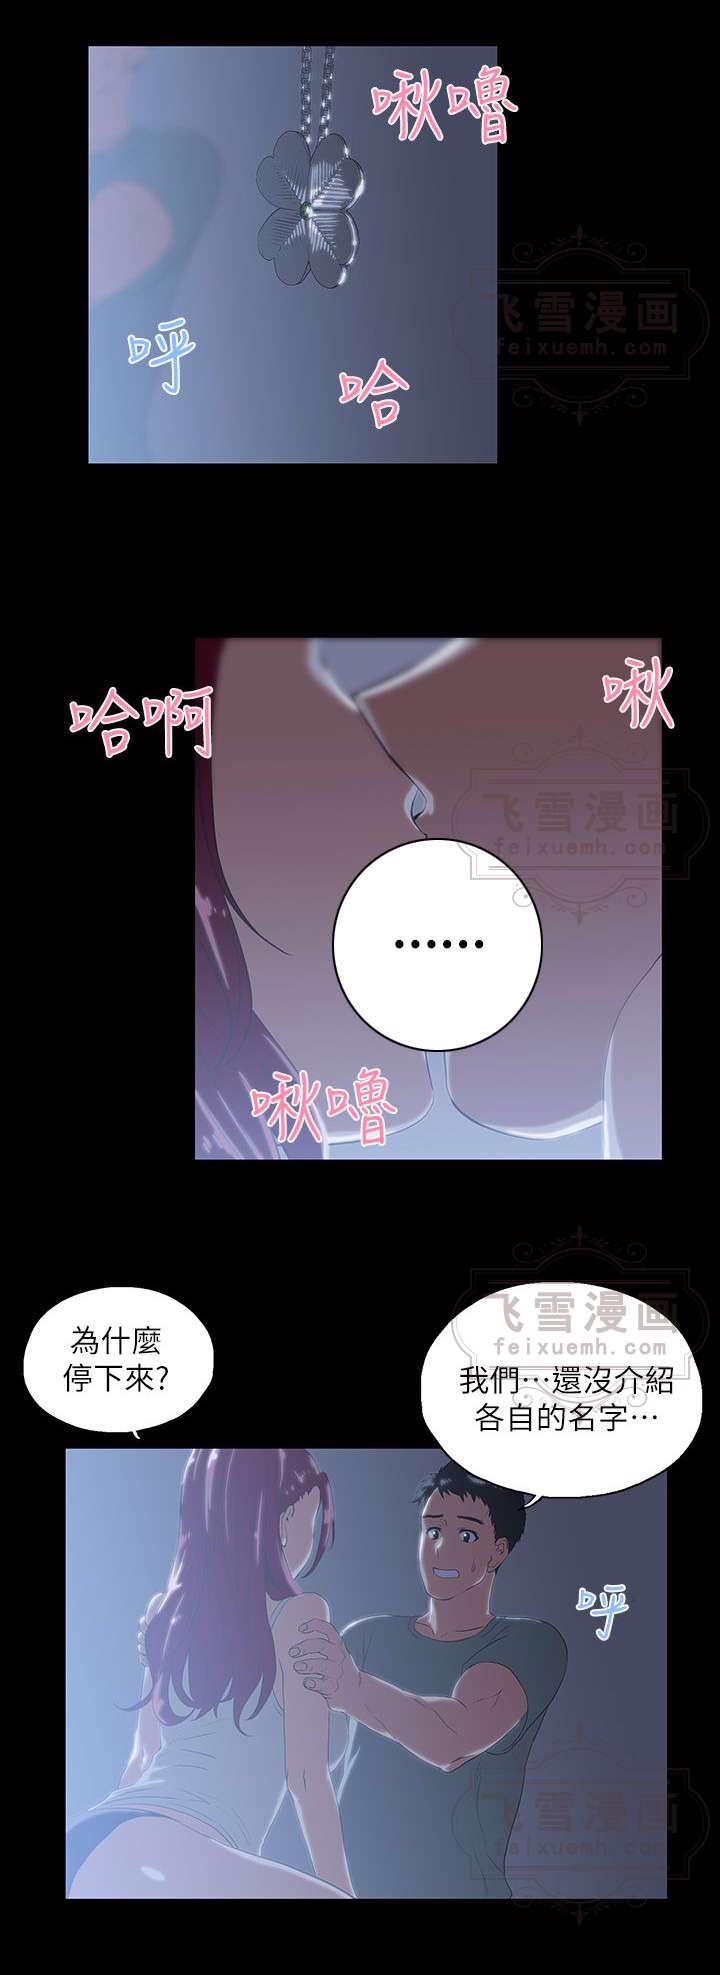 啾嚕
飞雪漫画
feixuemh.com
呼
哈
啾
哈啊
飞雪漫画
feixuemh.com
......
啾嚕
飞雪漫画
feixuemh.com
為什麼
停下來?
我們…還沒介紹
各自的名字…
呼
飞雪漫画
feixuemh.com